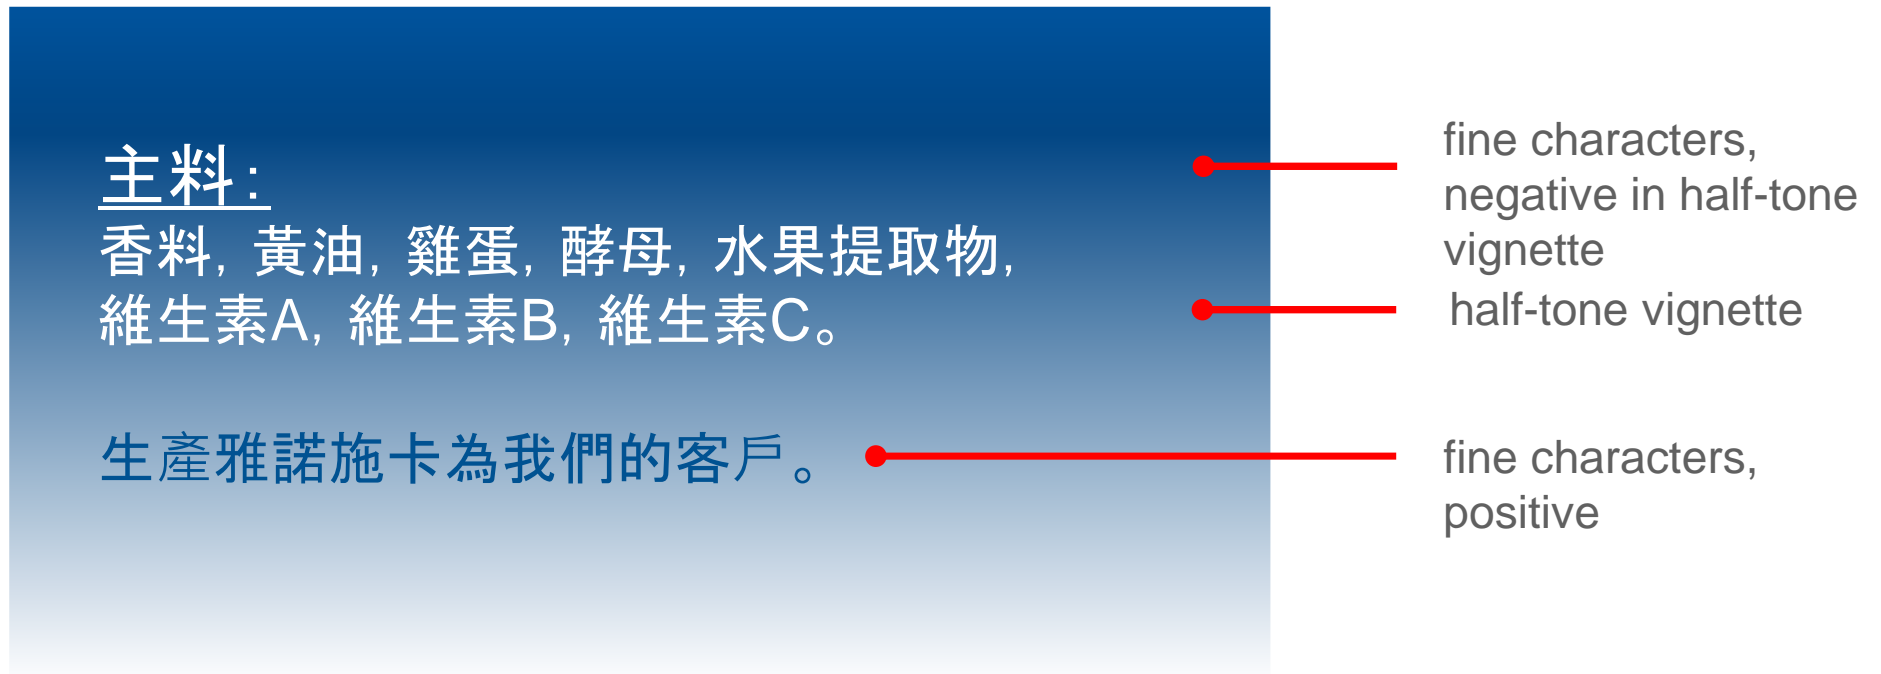 主料:
香料, 黃油, 雞蛋, 酵母, 水果提取物,
維生素A, 維生素B, 維生素C。
生產雅諾施卡為我們的客戶。
fine characters,
negative in half-tone
vignette
half-tone vignette
fine characters,
positive